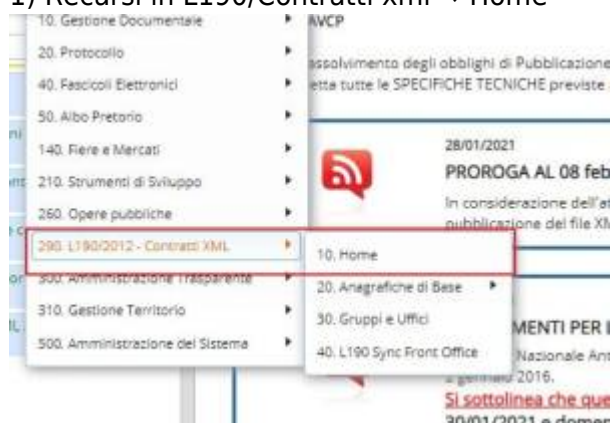 1) Recarsi in L190/Contratti xml → Home
10. Gestione Documentale
20. Protocollo
40. Fascicoli Elettronici
50. Albo Pretorio
140. Fiere e Mercati
210. Strumenti di Sviluppo
260. Opere pubbliche
290. L190/2012 - Contratti XML
300. Amministrazione Trasparente
310. Gestione Territorio
500. Amministrazione del Sistema
10. Home
20. Anagrafiche di Base
30. Gruppi e Uffici
40. L190 Sync Front Office
AVCP
assolvimento degli obblighi di Pubblicazione
etta tutte le SPECIFICHE TECNICHE previste
28/01/2021
PROROGA AL 08 feb
In considerazione dell'at
pubblicazione del file XM
MENTI PER L
Nazionale Ant
2 gennaio 2016.
Si sottolinea che que
30/01/2021 e domen